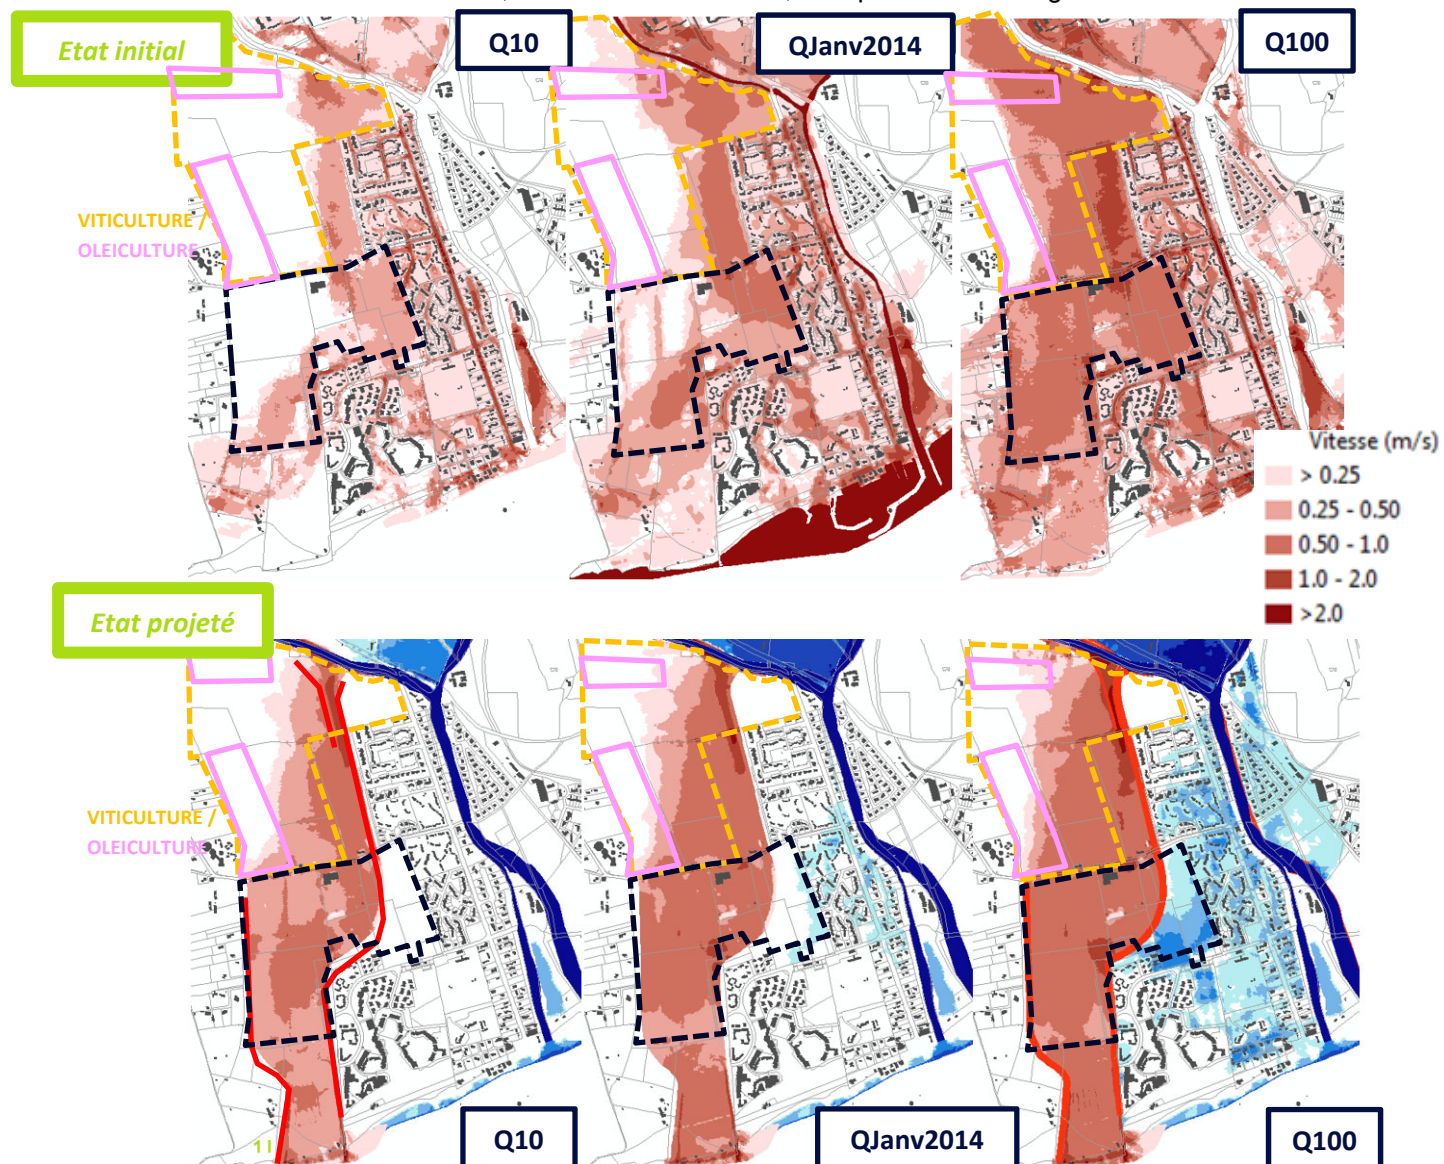 Etat initial
Q10
QJanv2014
Q100
VITICULTURE /
OLEICULTURE
Vitesse (m/s)
> 0.25
0.25 - 0.50
0.50 - 1.0
1.0 - 2.0
>2.0
Etat projeté
VITICULTURE /
OLEICULTURE
11
Q10
QJanv2014
Q100